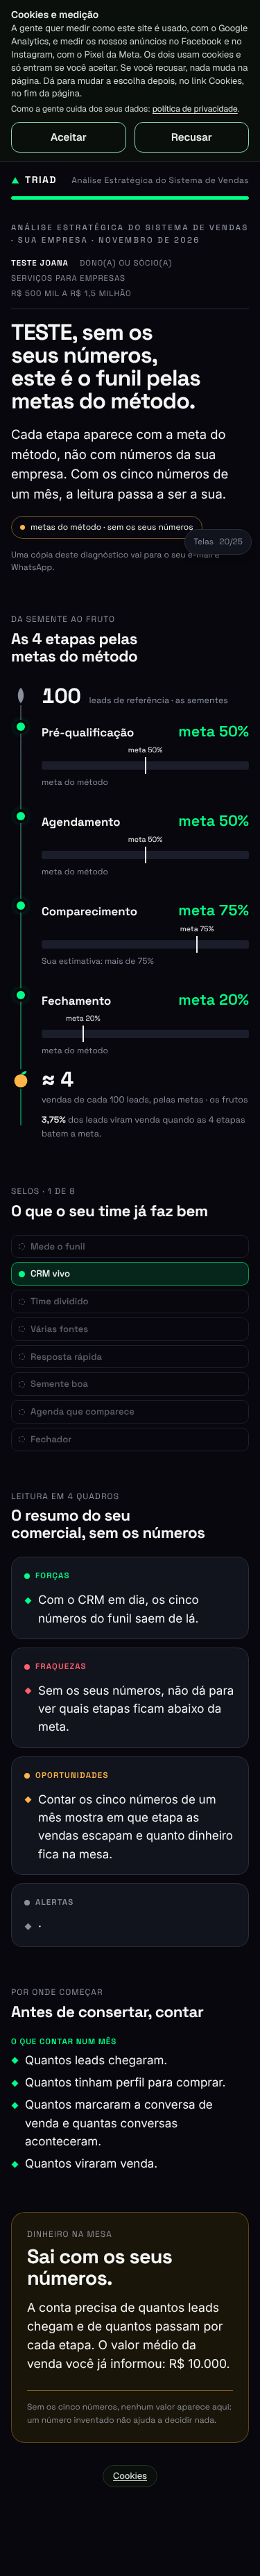 Cookies e medição
A gente quer medir como este site é usado, com o Google
Analytics, e medir os nossos anúncios no Facebook e no
Instagram, com o Pixel da Meta. Os dois usam cookies e
só entram se você aceitar. Se você recusar, nada muda na
página. Dá para mudar a escolha depois, no link Cookies,
no fim da página.
Como a gente cuida dos seus dados: política de privacidade.
Aceitar
Recusar
TRIAD
Análise Estratégica do Sistema de Vendas
ANÁLISE ESTRATÉGICA DO SISTEMA DE VENDAS
· SUA EMPRESA · NOVEMBRO DE 2026
TESTE JOANA DONO(A) OU SÓCIO(A)
SERVIÇOS PARA EMPRESAS
R$ 500 MIL A R$ 1,5 MILHÃO
TESTE, sem os
seus números,
este é o funil pelas
metas do método.
Cada etapa aparece com a meta do
método, não com números da sua
empresa. Com os cinco números de
um mês, a leitura passa a ser a sua.
metas do método · sem os seus números
Telas 20/25
Uma cópia deste diagnóstico vai para o seu e-mail e
WhatsApp.
DA SEMENTE AO FRUTO
As 4 etapas pelas
metas do método
100 leads de referência · as sementes
Pré-qualificação meta 50%
meta 50%
meta do método
Agendamento meta 50%
meta 50%
meta do método
Comparecimento meta 75%
meta 75%
Sua estimativa: mais de 75%
Fechamento meta 20%
meta 20%
meta do método
≈ 4
vendas de cada 100 leads, pelas metas · os frutos
3,75% dos leads viram venda quando as 4 etapas
batem a meta.
SELOS · 1 DE 8
O que o seu time já faz bem
Mede o funil
CRM vivo
Time dividido
Várias fontes
Resposta rápida
Semente boa
Agenda que comparece
Fechador
LEITURA EM 4 QUADROS
O resumo do seu
comercial, sem os números
FORÇAS
Com o CRM em dia, os cinco
números do funil saem de lá.
FRAQUEZAS
Sem os seus números, não dá para
ver quais etapas ficam abaixo da
meta.
OPORTUNIDADES
Contar os cinco números de um
mês mostra em que etapa as
vendas escapam e quanto dinheiro
fica na mesa.
ALERTAS
·
POR ONDE COMEÇAR
Antes de consertar, contar
O QUE CONTAR NUM MÊS
Quantos leads chegaram.
Quantos tinham perfil para comprar.
Quantos marcaram a conversa de
venda e quantas conversas
aconteceram.
Quantos viraram venda.
DINHEIRO NA MESA
Sai com os seus
números.
A conta precisa de quantos leads
chegam e de quantos passam por
cada etapa. O valor médio da
venda você já informou: R$ 10.000.
Sem os cinco números, nenhum valor aparece aqui:
um número inventado não ajuda a decidir nada.
Cookies